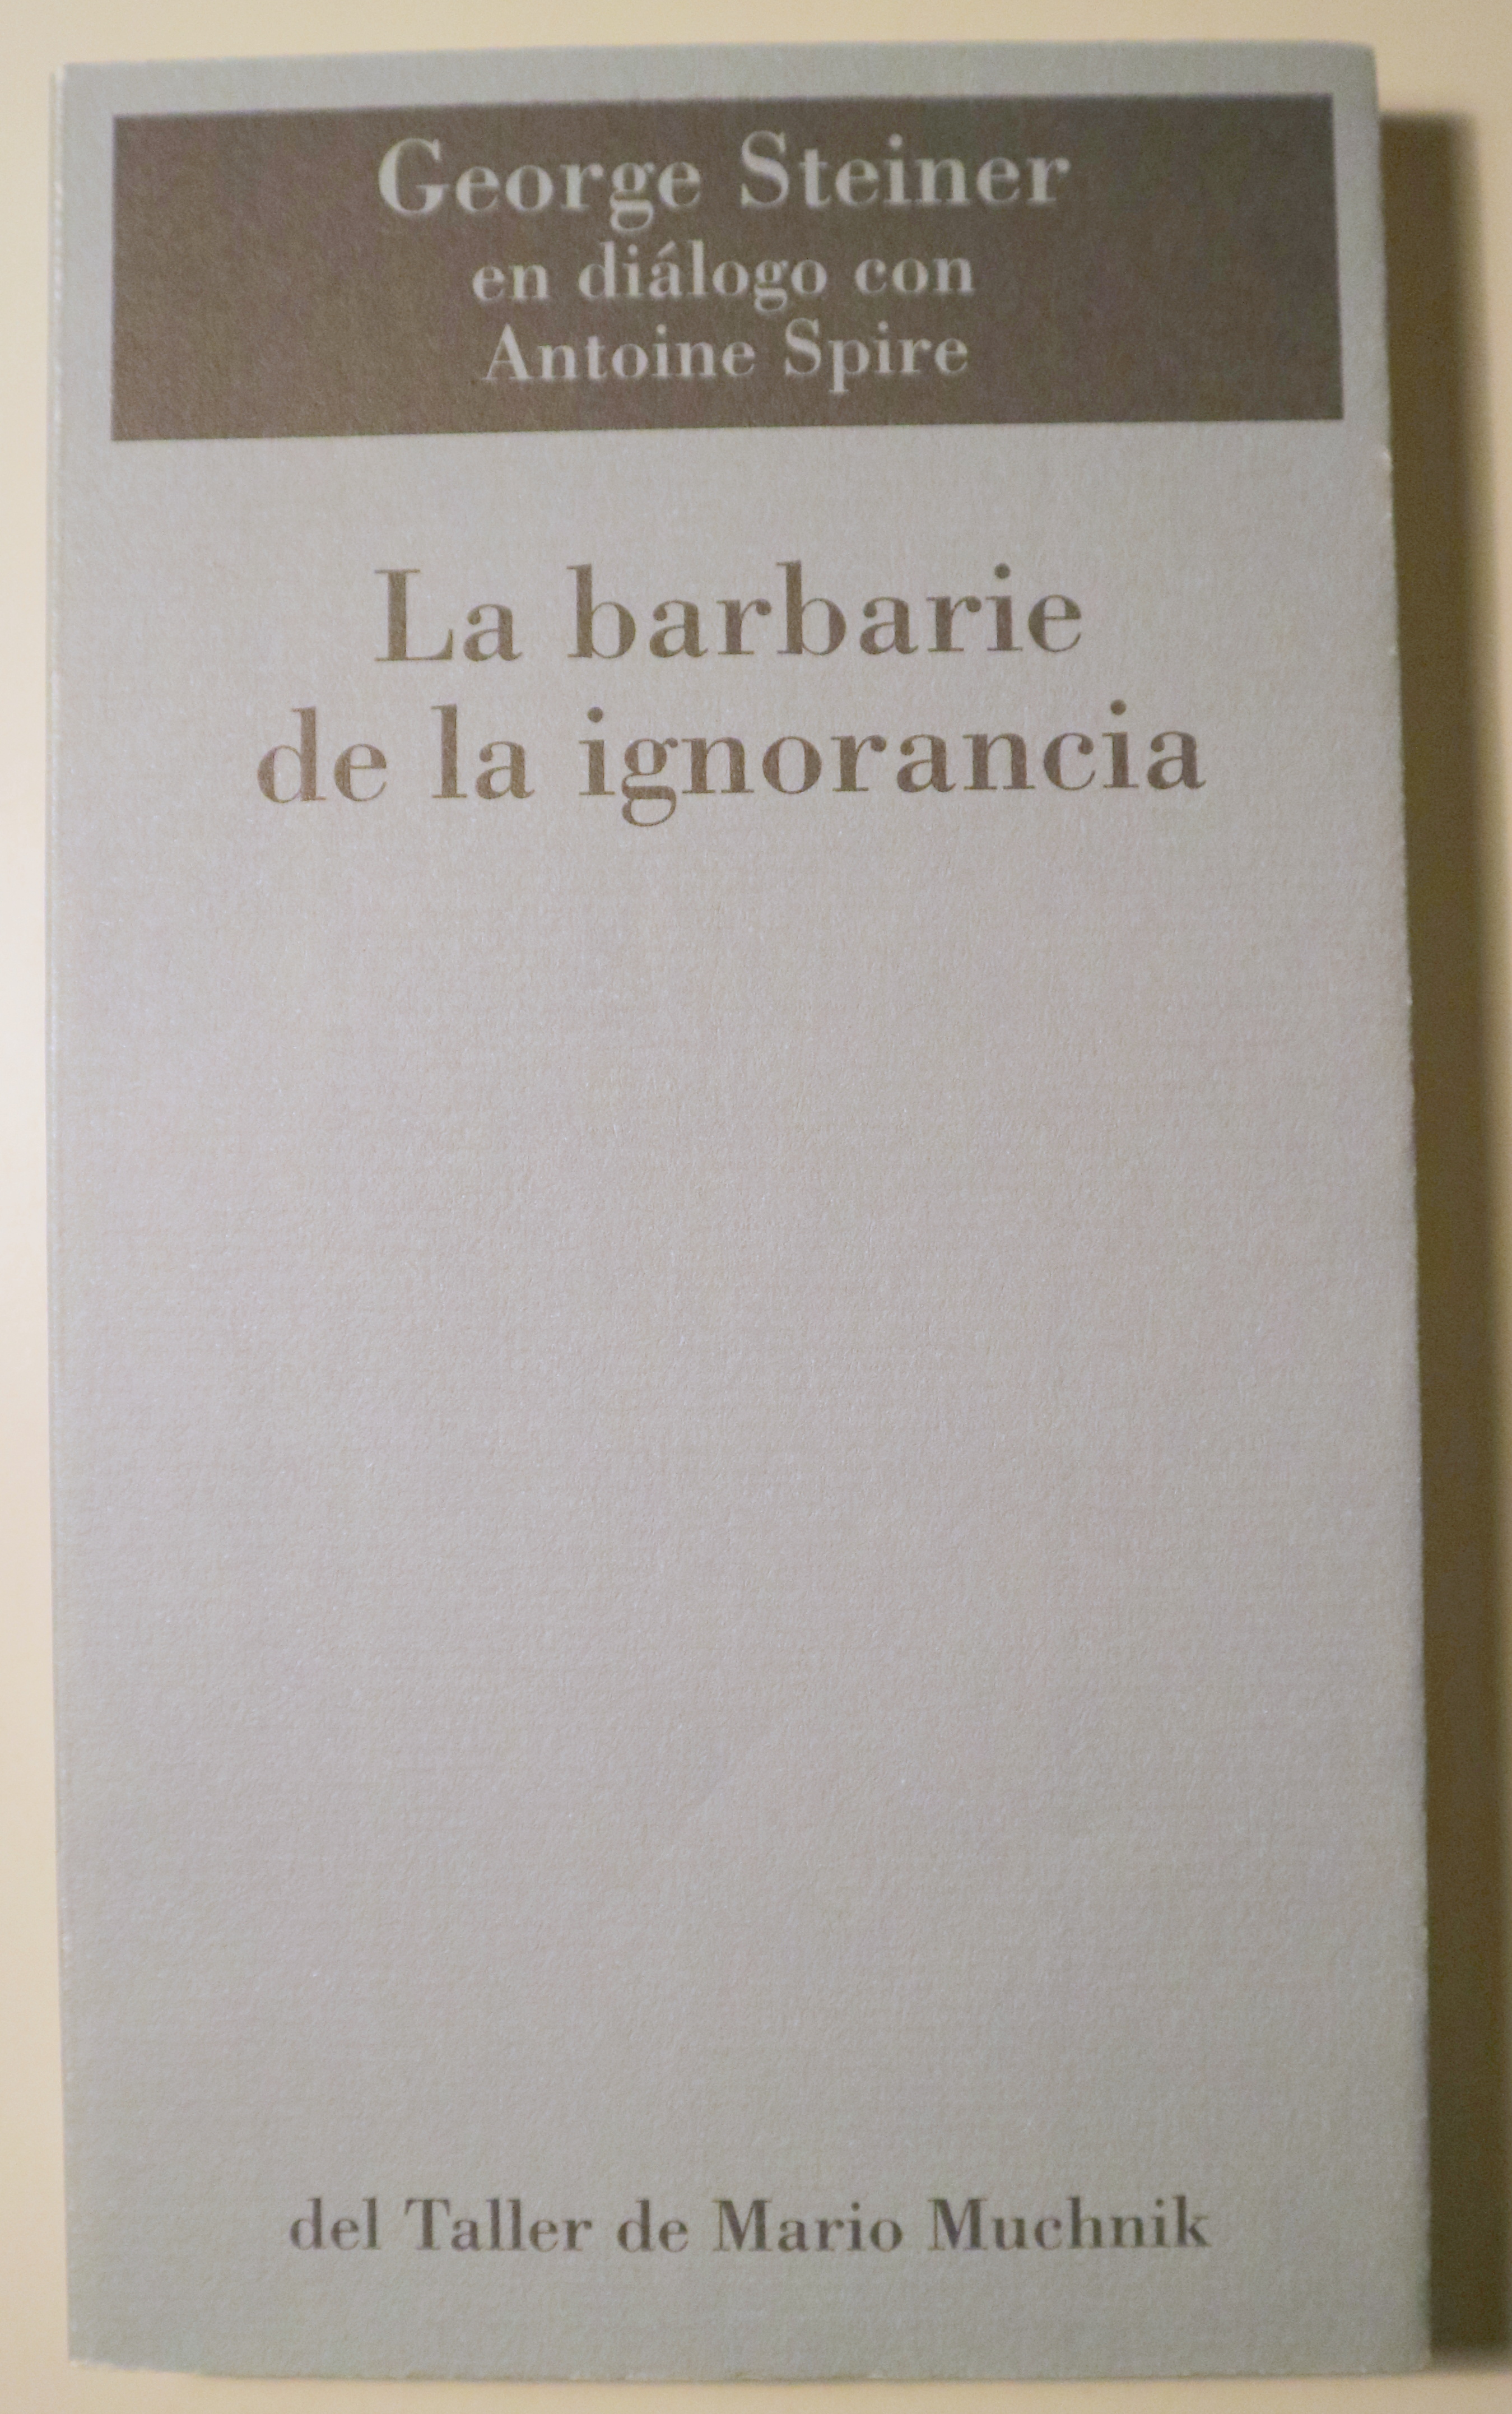 George Steiner
en diálogo con
Antoine Spire
La barbarie
de la ignorancia
del Taller de Mario Muchnik